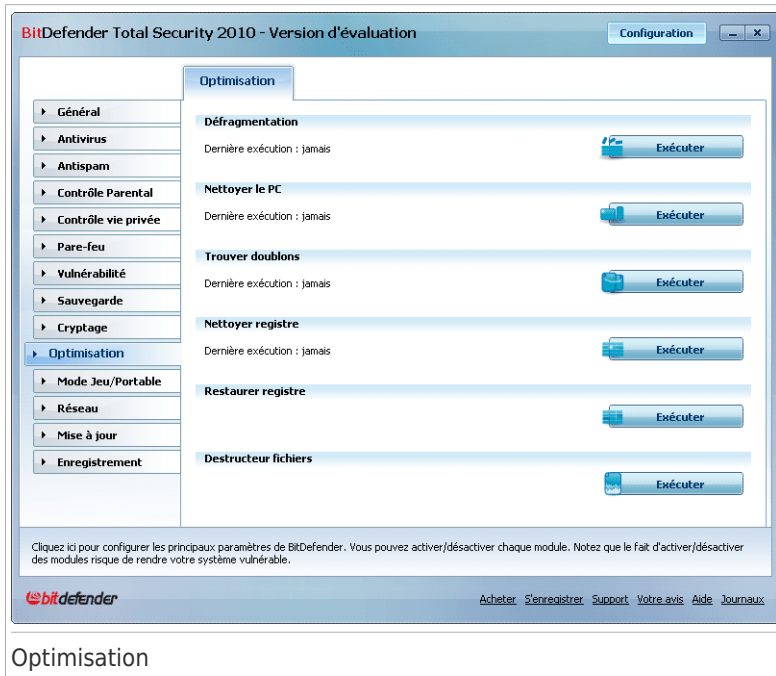 BitDefender Total Security 2010 - Version d'évaluation
Configuration
Optimisation
Général
Antivirus
Antispam
Contrôle Parental
Contrôle vie privée
Pare-feu
Vulnérabilité
Sauvegarde
Cryptage
Optimisation
Mode Jeu/Portable
Réseau
Mise à jour
Enregistrement
Défragmentation
Dernière exécution : jamais
Exécuter
Nettoyer le PC
Dernière exécution : jamais
Exécuter
Trouver doublons
Dernière exécution : jamais
Exécuter
Nettoyer registre
Dernière exécution : jamais
Exécuter
Restaurer registre
Exécuter
Destructeur fichiers
Exécuter
Cliquez ici pour configurer les principaux paramètres de BitDefender. Vous pouvez activer/désactiver chaque module. Notez que le fait d'activer/désactiver
des modules risque de rendre votre système vulnérable.
bitdefender
Acheter S'enregistrer Support Votre avis Aide Journaux
Optimisation